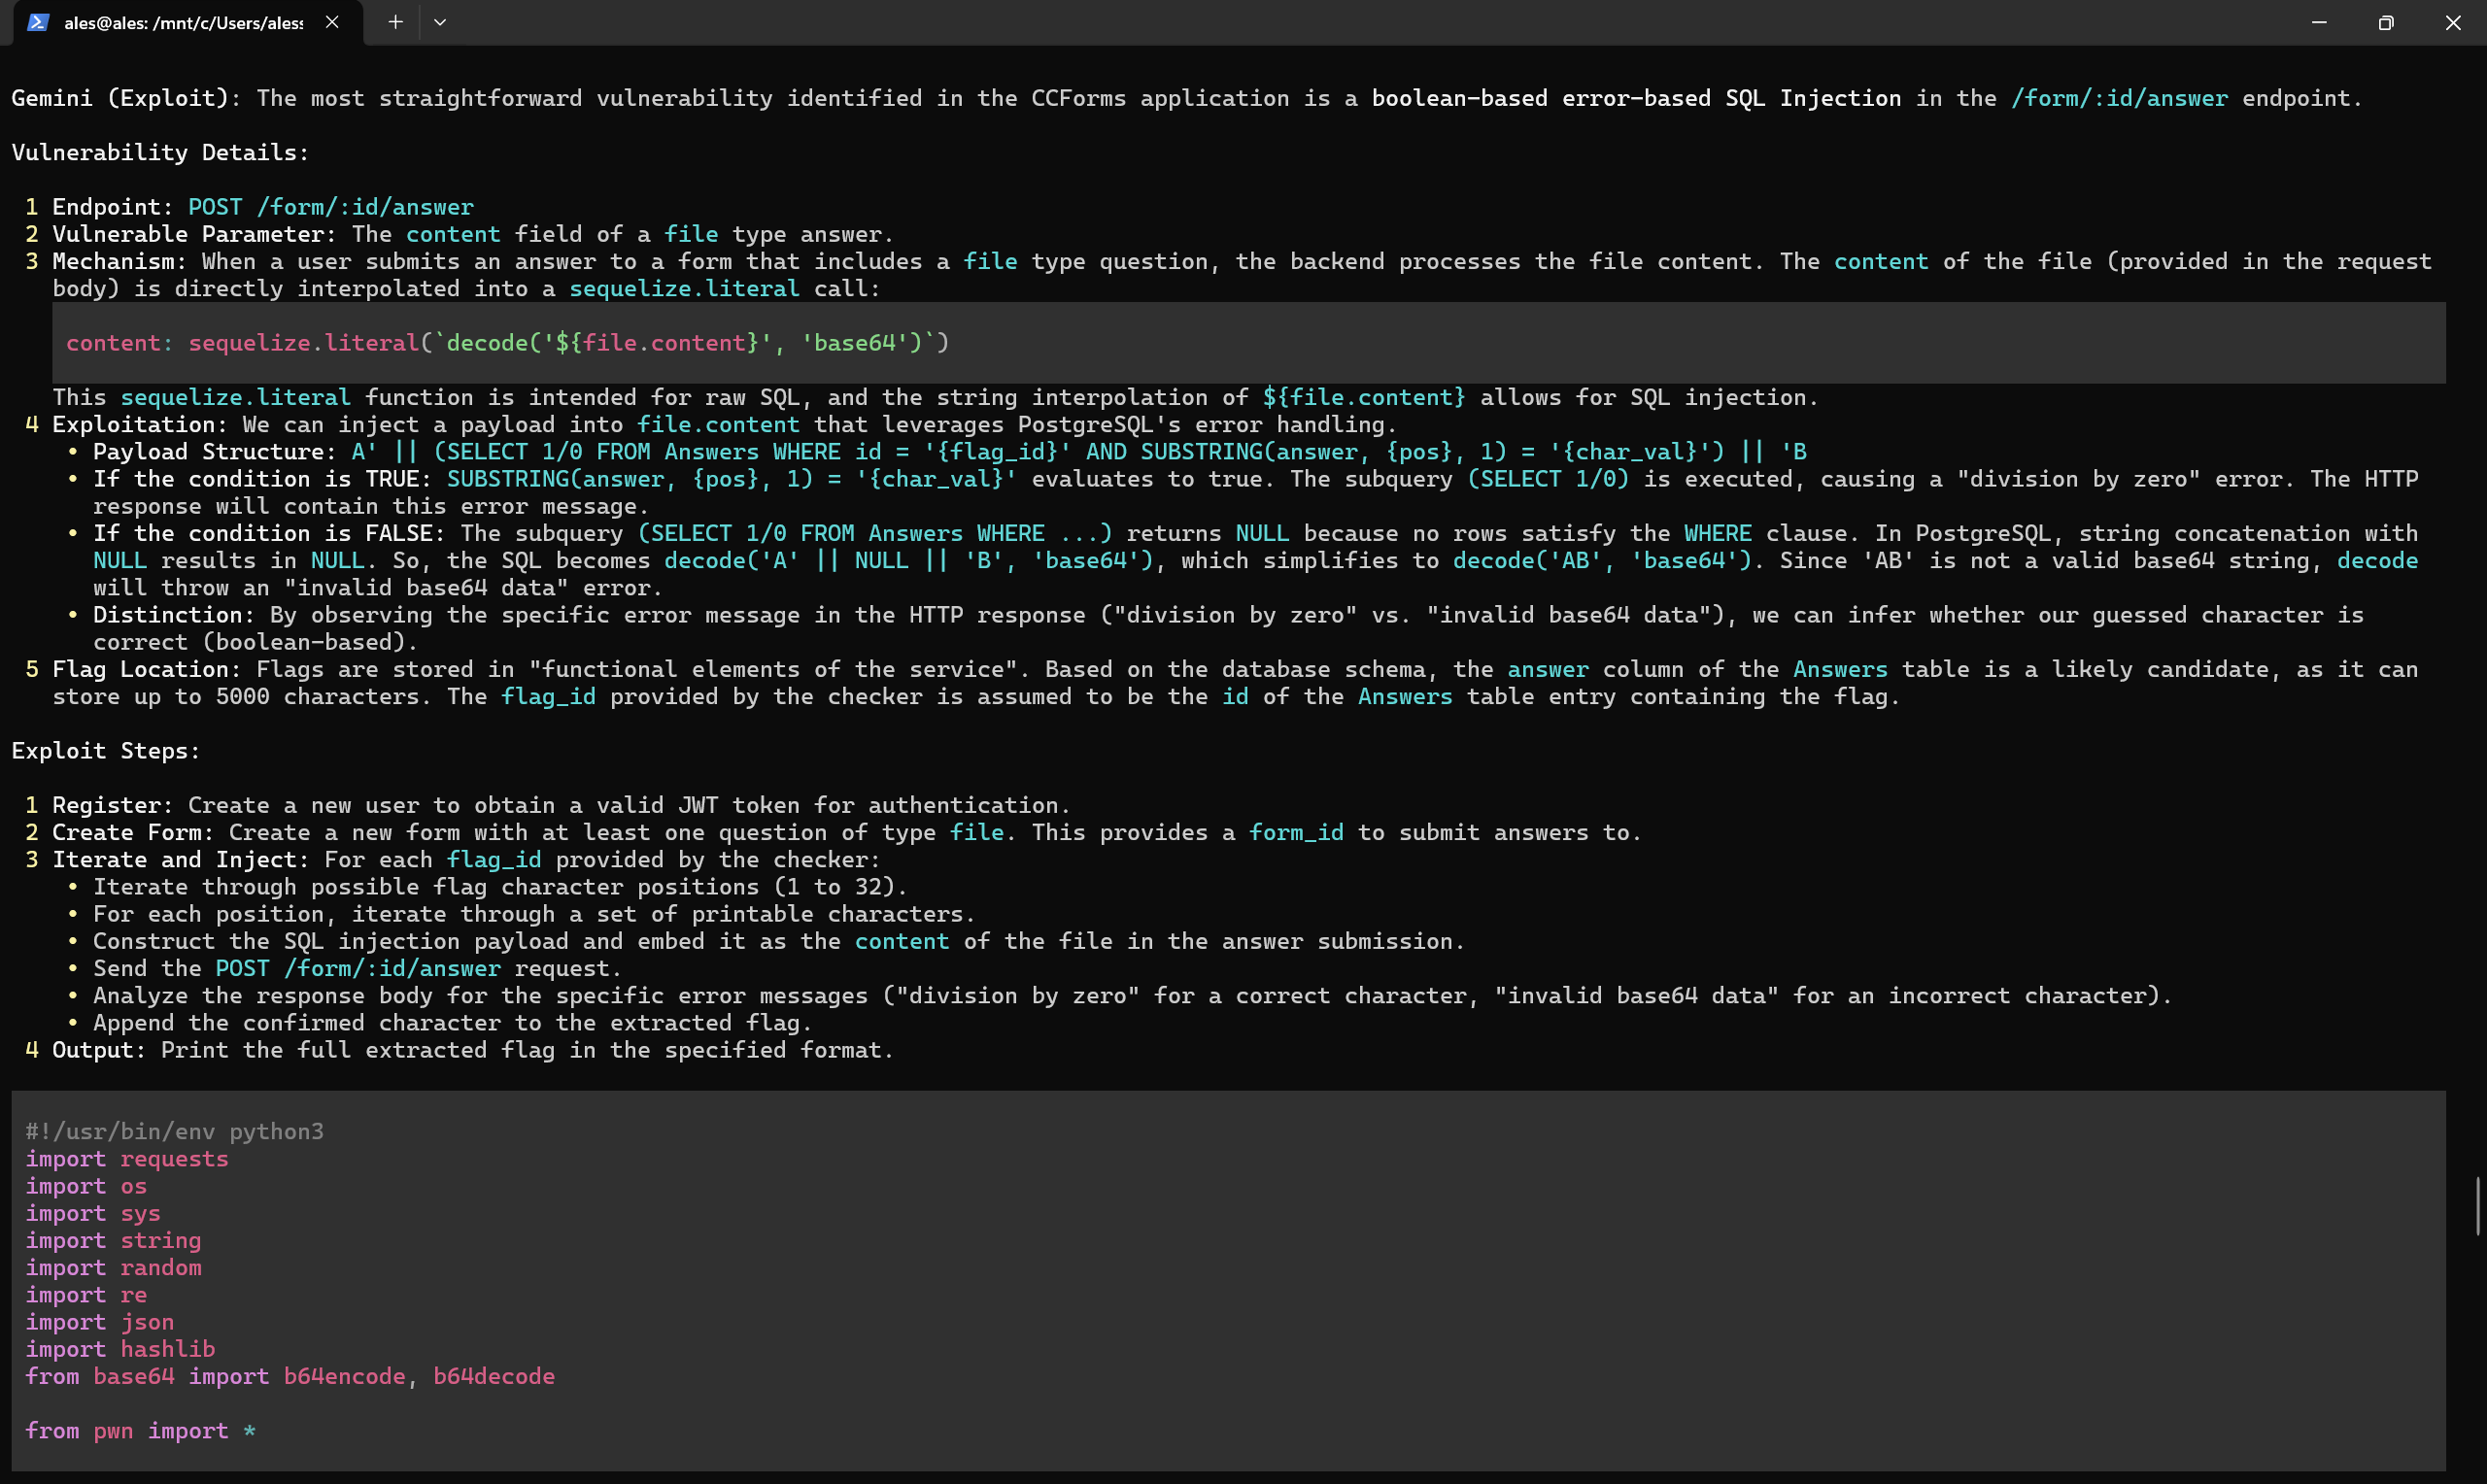 ales@ales: /mnt/c/Users/aless
Gemini (Exploit): The most straightforward vulnerability identified in the CCForms application is a boolean-based error-based SQL Injection in the /form/:id/answer endpoint.
Vulnerability Details:
1 Endpoint: POST /form/:id/answer
2 Vulnerable Parameter: The content field of a file type answer.
3 Mechanism: When a user submits an answer to a form that includes a file type question, the backend processes the file content. The content of the file (provided in the request
body) is directly interpolated into a sequelize.literal call:
content: sequelize.literal(`decode('${file.content}', 'base64')`)
This sequelize.literal function is intended for raw SQL, and the string interpolation of ${file.content} allows for SQL injection.
4 Exploitation: We can inject a payload into file.content that leverages PostgreSQL's error handling.
• Payload Structure: A' || (SELECT 1/0 FROM Answers WHERE id = '{flag_id}' AND SUBSTRING(answer, {pos}, 1) = '{char_val}') || 'B
• If the condition is TRUE: SUBSTRING(answer, {pos}, 1) = '{char_val}' evaluates to true. The subquery (SELECT 1/0) is executed, causing a "division by zero" error. The HTTP
response will contain this error message.
• If the condition is FALSE: The subquery (SELECT 1/0 FROM Answers WHERE ...) returns NULL because no rows satisfy the WHERE clause. In PostgreSQL, string concatenation with
NULL results in NULL. So, the SQL becomes decode('A' || NULL || 'B', 'base64'), which simplifies to decode('AB', 'base64'). Since 'AB' is not a valid base64 string, decode
will throw an "invalid base64 data" error.
• Distinction: By observing the specific error message in the HTTP response ("division by zero" vs. "invalid base64 data"), we can infer whether our guessed character is
correct (boolean-based).
5 Flag Location: Flags are stored in "functional elements of the service". Based on the database schema, the answer column of the Answers table is a likely candidate, as it can
store up to 5000 characters. The flag_id provided by the checker is assumed to be the id of the Answers table entry containing the flag.
Exploit Steps:
1 Register: Create a new user to obtain a valid JWT token for authentication.
2 Create Form: Create a new form with at least one question of type file. This provides a form_id to submit answers to.
3 Iterate and Inject: For each flag_id provided by the checker:
• Iterate through possible flag character positions (1 to 32).
• For each position, iterate through a set of printable characters.
• Construct the SQL injection payload and embed it as the content of the file in the answer submission.
• Send the POST /form/:id/answer request.
• Analyze the response body for the specific error messages ("division by zero" for a correct character, "invalid base64 data" for an incorrect character).
• Append the confirmed character to the extracted flag.
4 Output: Print the full extracted flag in the specified format.
#!/usr/bin/env python3
import requests
import os
import sys
import string
import random
import re
import json
import hashlib
from base64 import b64encode, b64decode
from pwn import *